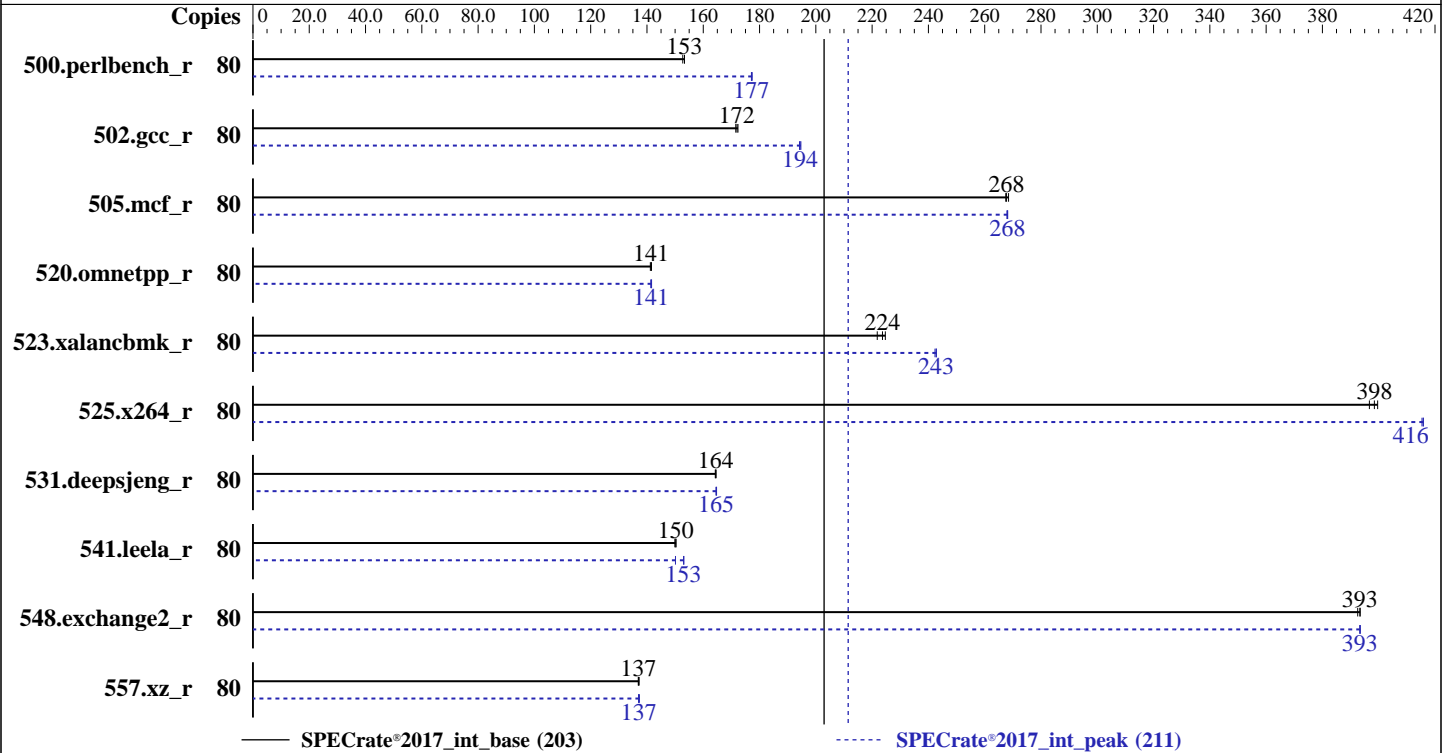 Copies 0 20.0 40.0 60.0 80.0 100 120 140 160 180 200 220 240 260 280 300 320 340 360 380 420
153
500.perlbench_r 80
177
172
502.gcc_r 80
194
268
505.mcf_r 80
268
141
520.omnetpp_r 80
141
224
523.xalancbmk_r 80
243
398
525.x264_r 80
416
164
531.deepsjeng_r 80
165
150
541.leela_r 80
153
393
548.exchange2_r 80
393
137
557.xz_r 80
137
SPECrate®2017_int_base (203) SPECrate®2017_int_peak (211)